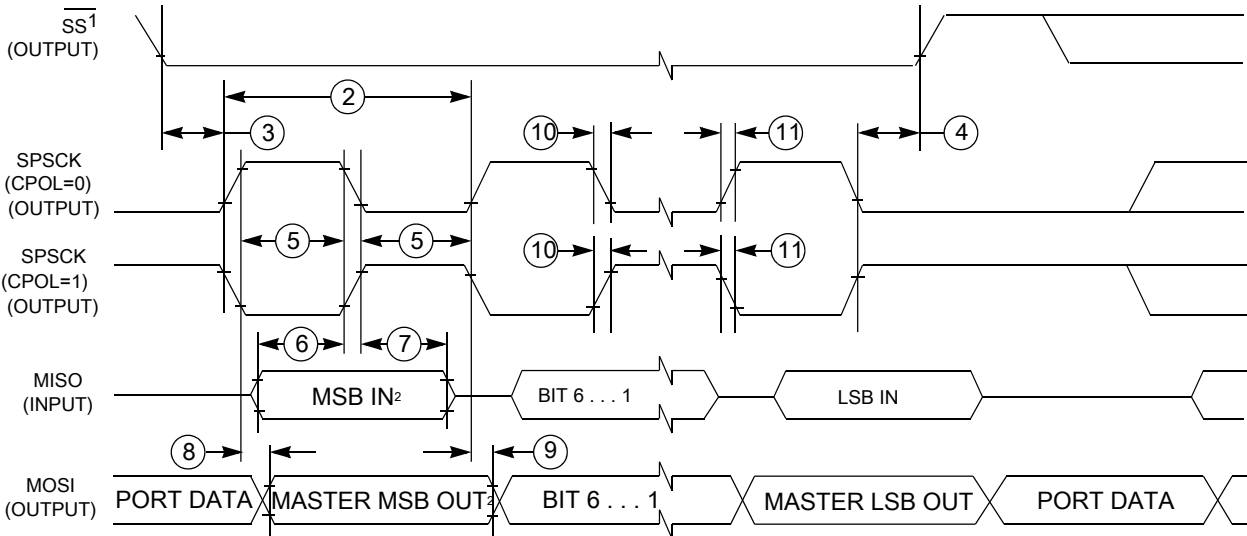 SS1
(OUTPUT)
2
3
10
11
4
SPSCK
(CPOL=0)
(OUTPUT)
5
5
SPSCK
(CPOL=1)
(OUTPUT)
10
11
6
7
MISO
(INPUT)
MSB IN2
BIT 6 . . . 1
LSB IN
8
9
MOSI
(OUTPUT)
PORT DATA
MASTER MSB OUT2
BIT 6 . . . 1
MASTER LSB OUT
PORT DATA